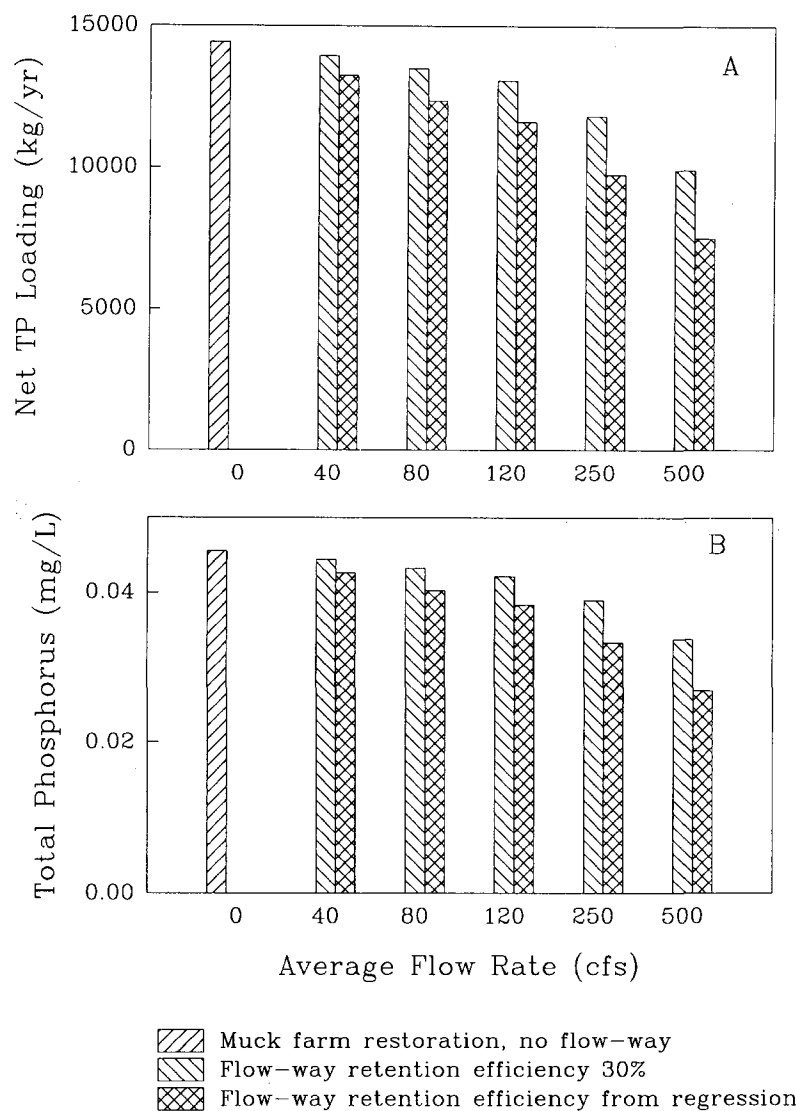 15000
A
10000
5000
0
Net TP Loading (kg/yr)
0 40 80 120 250 500
B
0.04
0.02
0.00
Total Phosphorus (mg/L)
0 40 80 120 250 500
Average Flow Rate (cfs)
Muck farm restoration, no flow-way
Flow-way retention efficiency 30%
Flow-way retention efficiency from regression